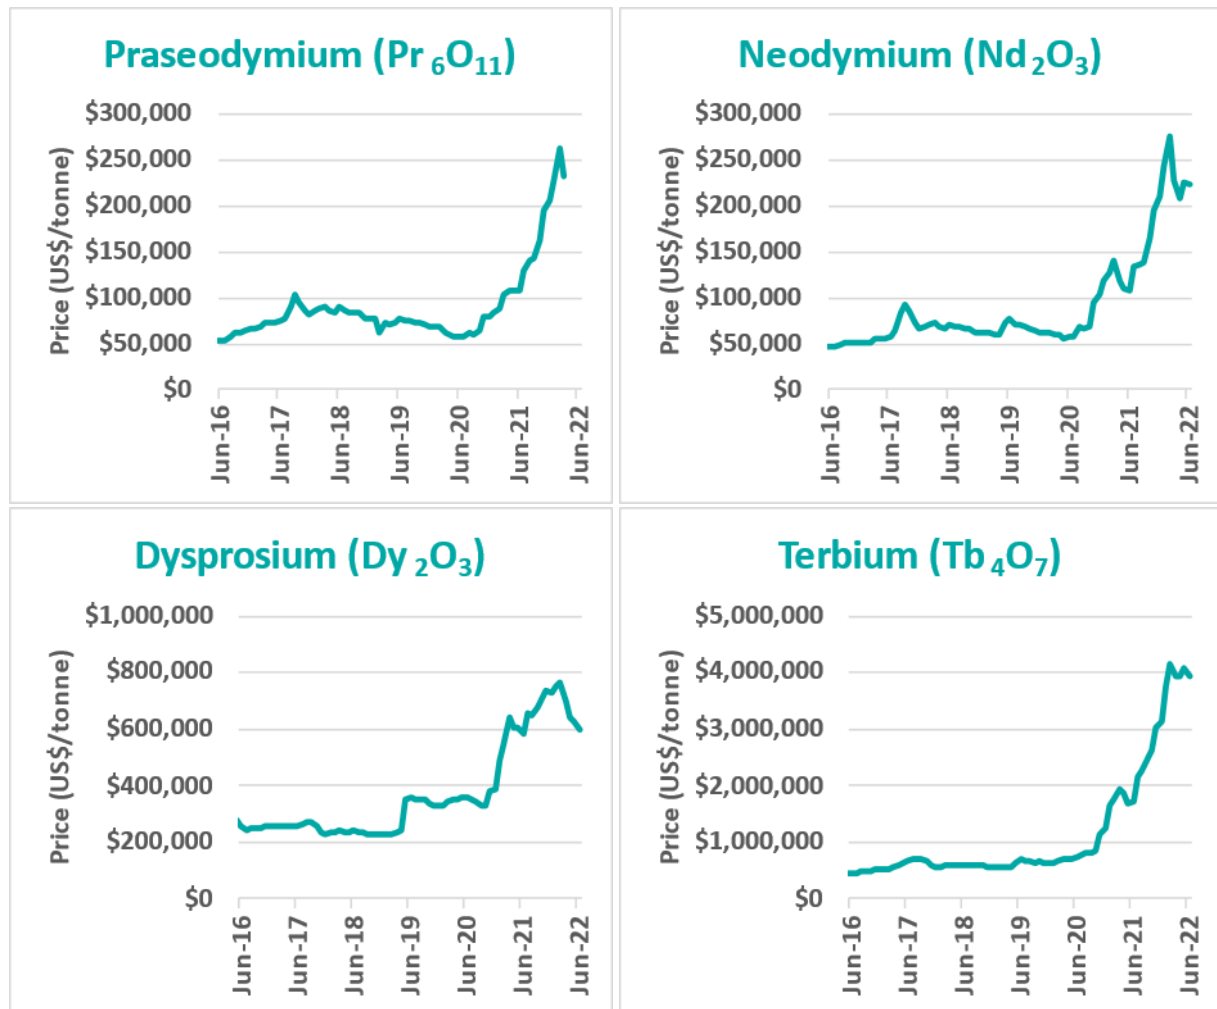 Praseodymium (Pr₆O₁₁)
Price (US$/tonne)
$300,000
$250,000
$200,000
$150,000
$100,000
$50,000
$0
Jun-16
Jun-17
Jun-18
Jun-19
Jun-20
Jun-21
Jun-22
Neodymium (Nd₂O₃)
Price (US$/tonne)
$300,000
$250,000
$200,000
$150,000
$100,000
$50,000
$0
Jun-16
Jun-17
Jun-18
Jun-19
Jun-20
Jun-21
Jun-22
Dysprosium (Dy₂O₃)
Price (US$/tonne)
$1,000,000
$800,000
$600,000
$400,000
$200,000
$0
Jun-16
Jun-17
Jun-18
Jun-19
Jun-20
Jun-21
Jun-22
Terbium (Tb₄O₇)
Price (US$/tonne)
$5,000,000
$4,000,000
$3,000,000
$2,000,000
$1,000,000
$0
Jun-16
Jun-17
Jun-18
Jun-19
Jun-20
Jun-21
Jun-22